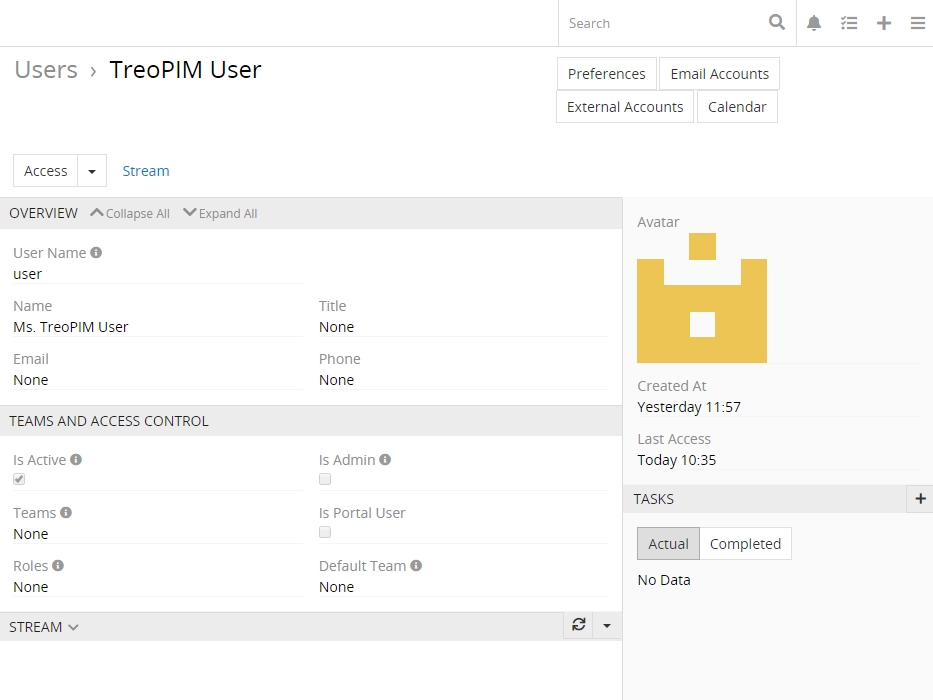 Search
Users › TreoPIM User
Preferences
Email Accounts
External Accounts
Calendar
Access
Stream
OVERVIEW
Collapse All
Expand All
User Name
user
Name
Ms. TreoPIM User
Title
None
Email
None
Phone
None
TEAMS AND ACCESS CONTROL
Is Active
Is Admin
Teams
None
Is Portal User
Roles
None
Default Team
None
STREAM
Avatar
Created At
Yesterday 11:57
Last Access
Today 10:35
TASKS
Actual
Completed
No Data